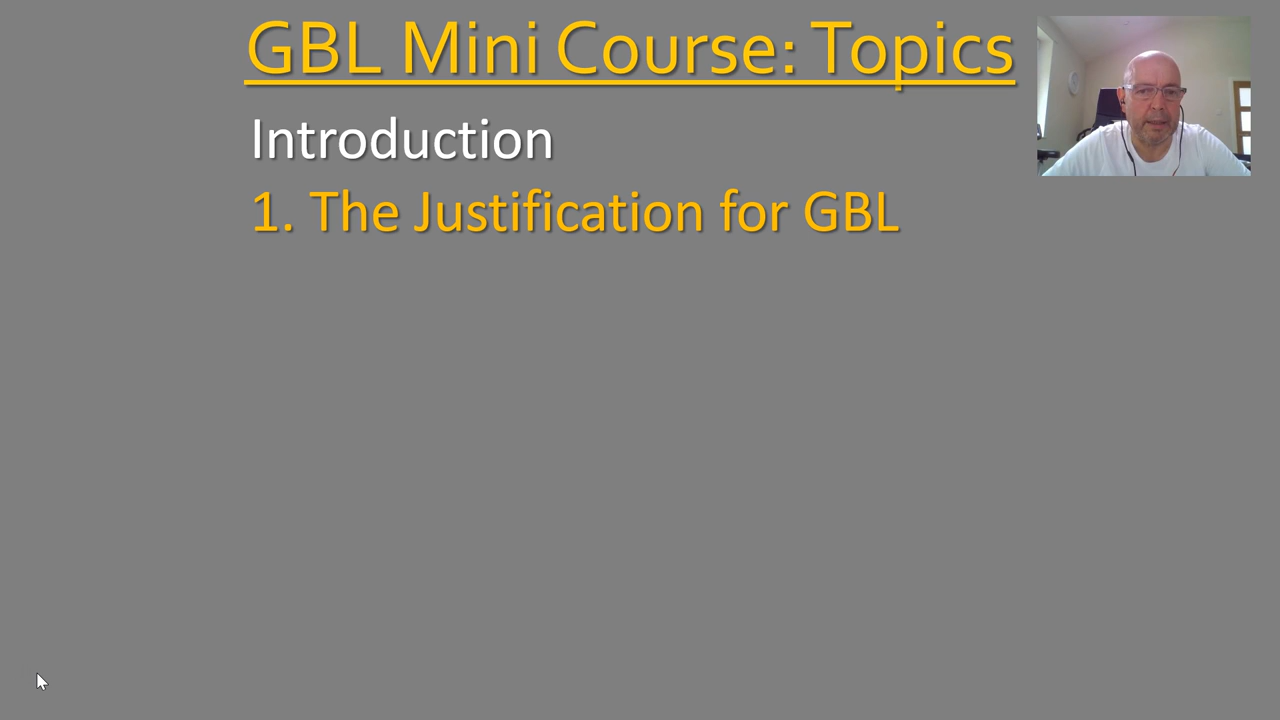 GBL Mini Course: Topics
Introduction
1. The Justification for GBL